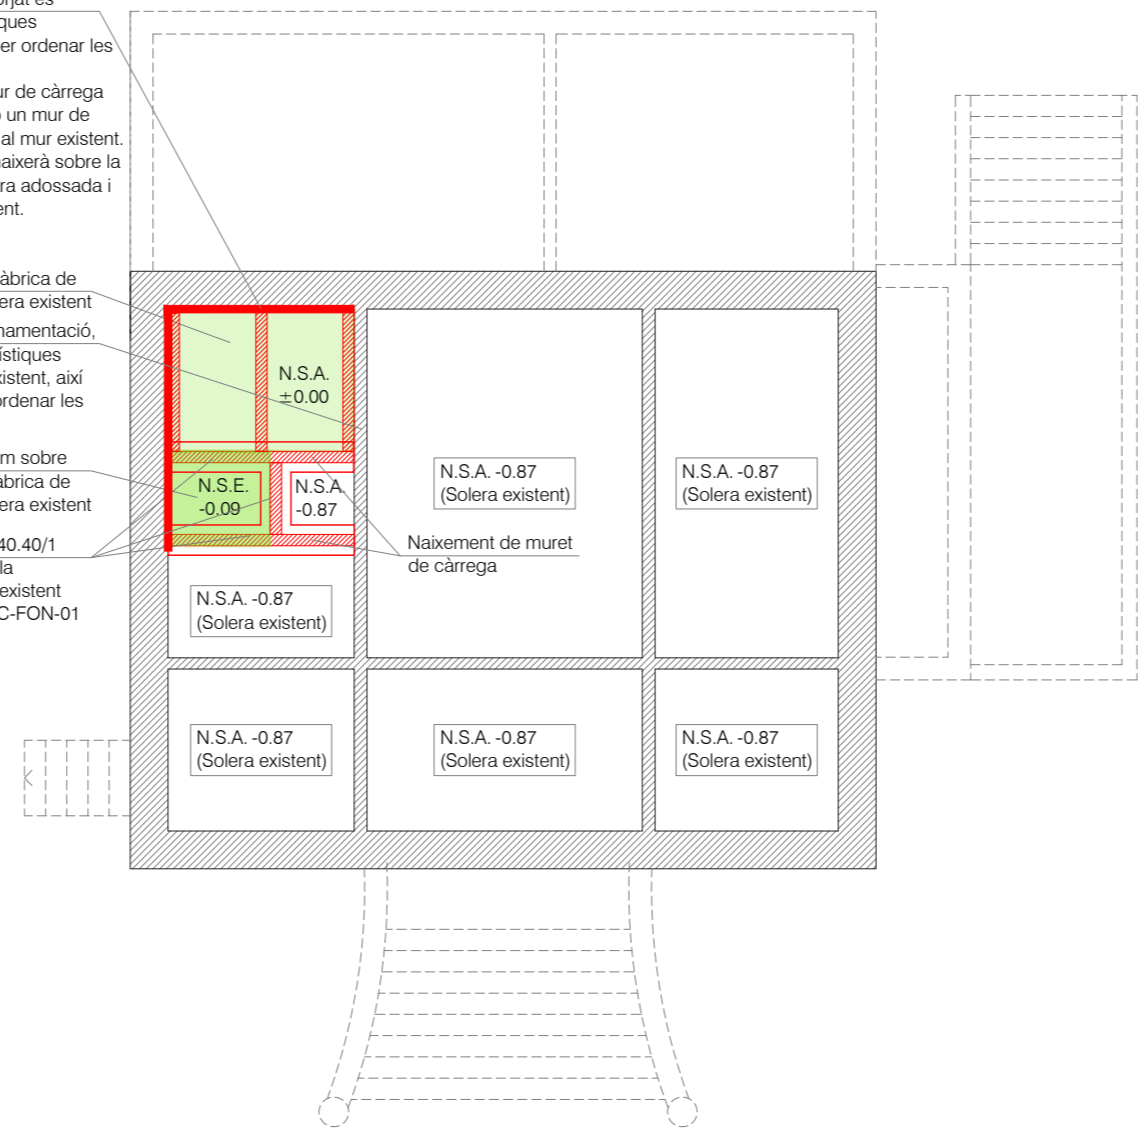 ques
er ordenar les
ur de càrrega
un mur de
al mur existent.
naixerà sobre la
ra adossada i
ent.
àbrica de
era existent
namentació,
rístiques
xistent, així
ordenar les
m sobre
àbrica de
era existent
40.40/1
la
existent
C-FON-01
N.S.A.
±0.00
N.S.E.
-0.09
N.S.A.
-0.87
N.S.A. -0.87
(Solera existent)
N.S.A. -0.87
(Solera existent)
Naixement de muret
de càrrega
N.S.A. -0.87
(Solera existent)
N.S.A. -0.87
(Solera existent)
N.S.A. -0.87
(Solera existent)
N.S.A. -0.87
(Solera existent)